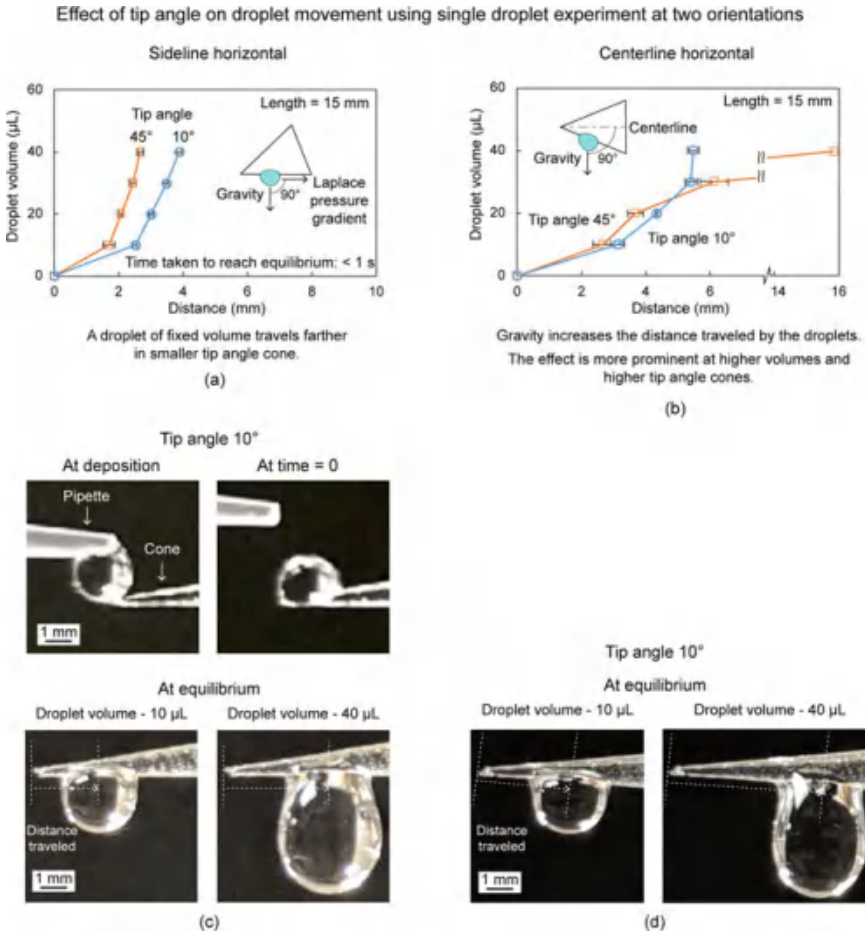 Effect of tip angle on droplet movement using single droplet experiment at two orientations
Sideline horizontal
60
40
20
0
Droplet volume (µL)
Tip angle
45°
10°
Length = 15 mm
Gravity
90°
Laplace
pressure
gradient
Time taken to reach equilibrium: < 1 s
0
2
4
6
8
10
Distance (mm)
A droplet of fixed volume travels farther
in smaller tip angle cone.
(a)
Centerline horizontal
60
40
20
0
Droplet volume (µL)
Length = 15 mm
Centerline
Gravity
90°
Tip angle 45°
Tip angle 10°
0
2
4
6
14
16
Distance (mm)
Gravity increases the distance traveled by the droplets.
The effect is more prominent at higher volumes and
higher tip angle cones.
(b)
Tip angle 10°
At deposition
At time = 0
Pipette
Cone
1 mm
At equilibrium
Droplet volume - 10 µL
Droplet volume - 40 µL
Distance
traveled
1 mm
(c)
Tip angle 10°
At equilibrium
Droplet volume - 10 µL
Droplet volume - 40 µL
Distance
traveled
1 mm
(d)